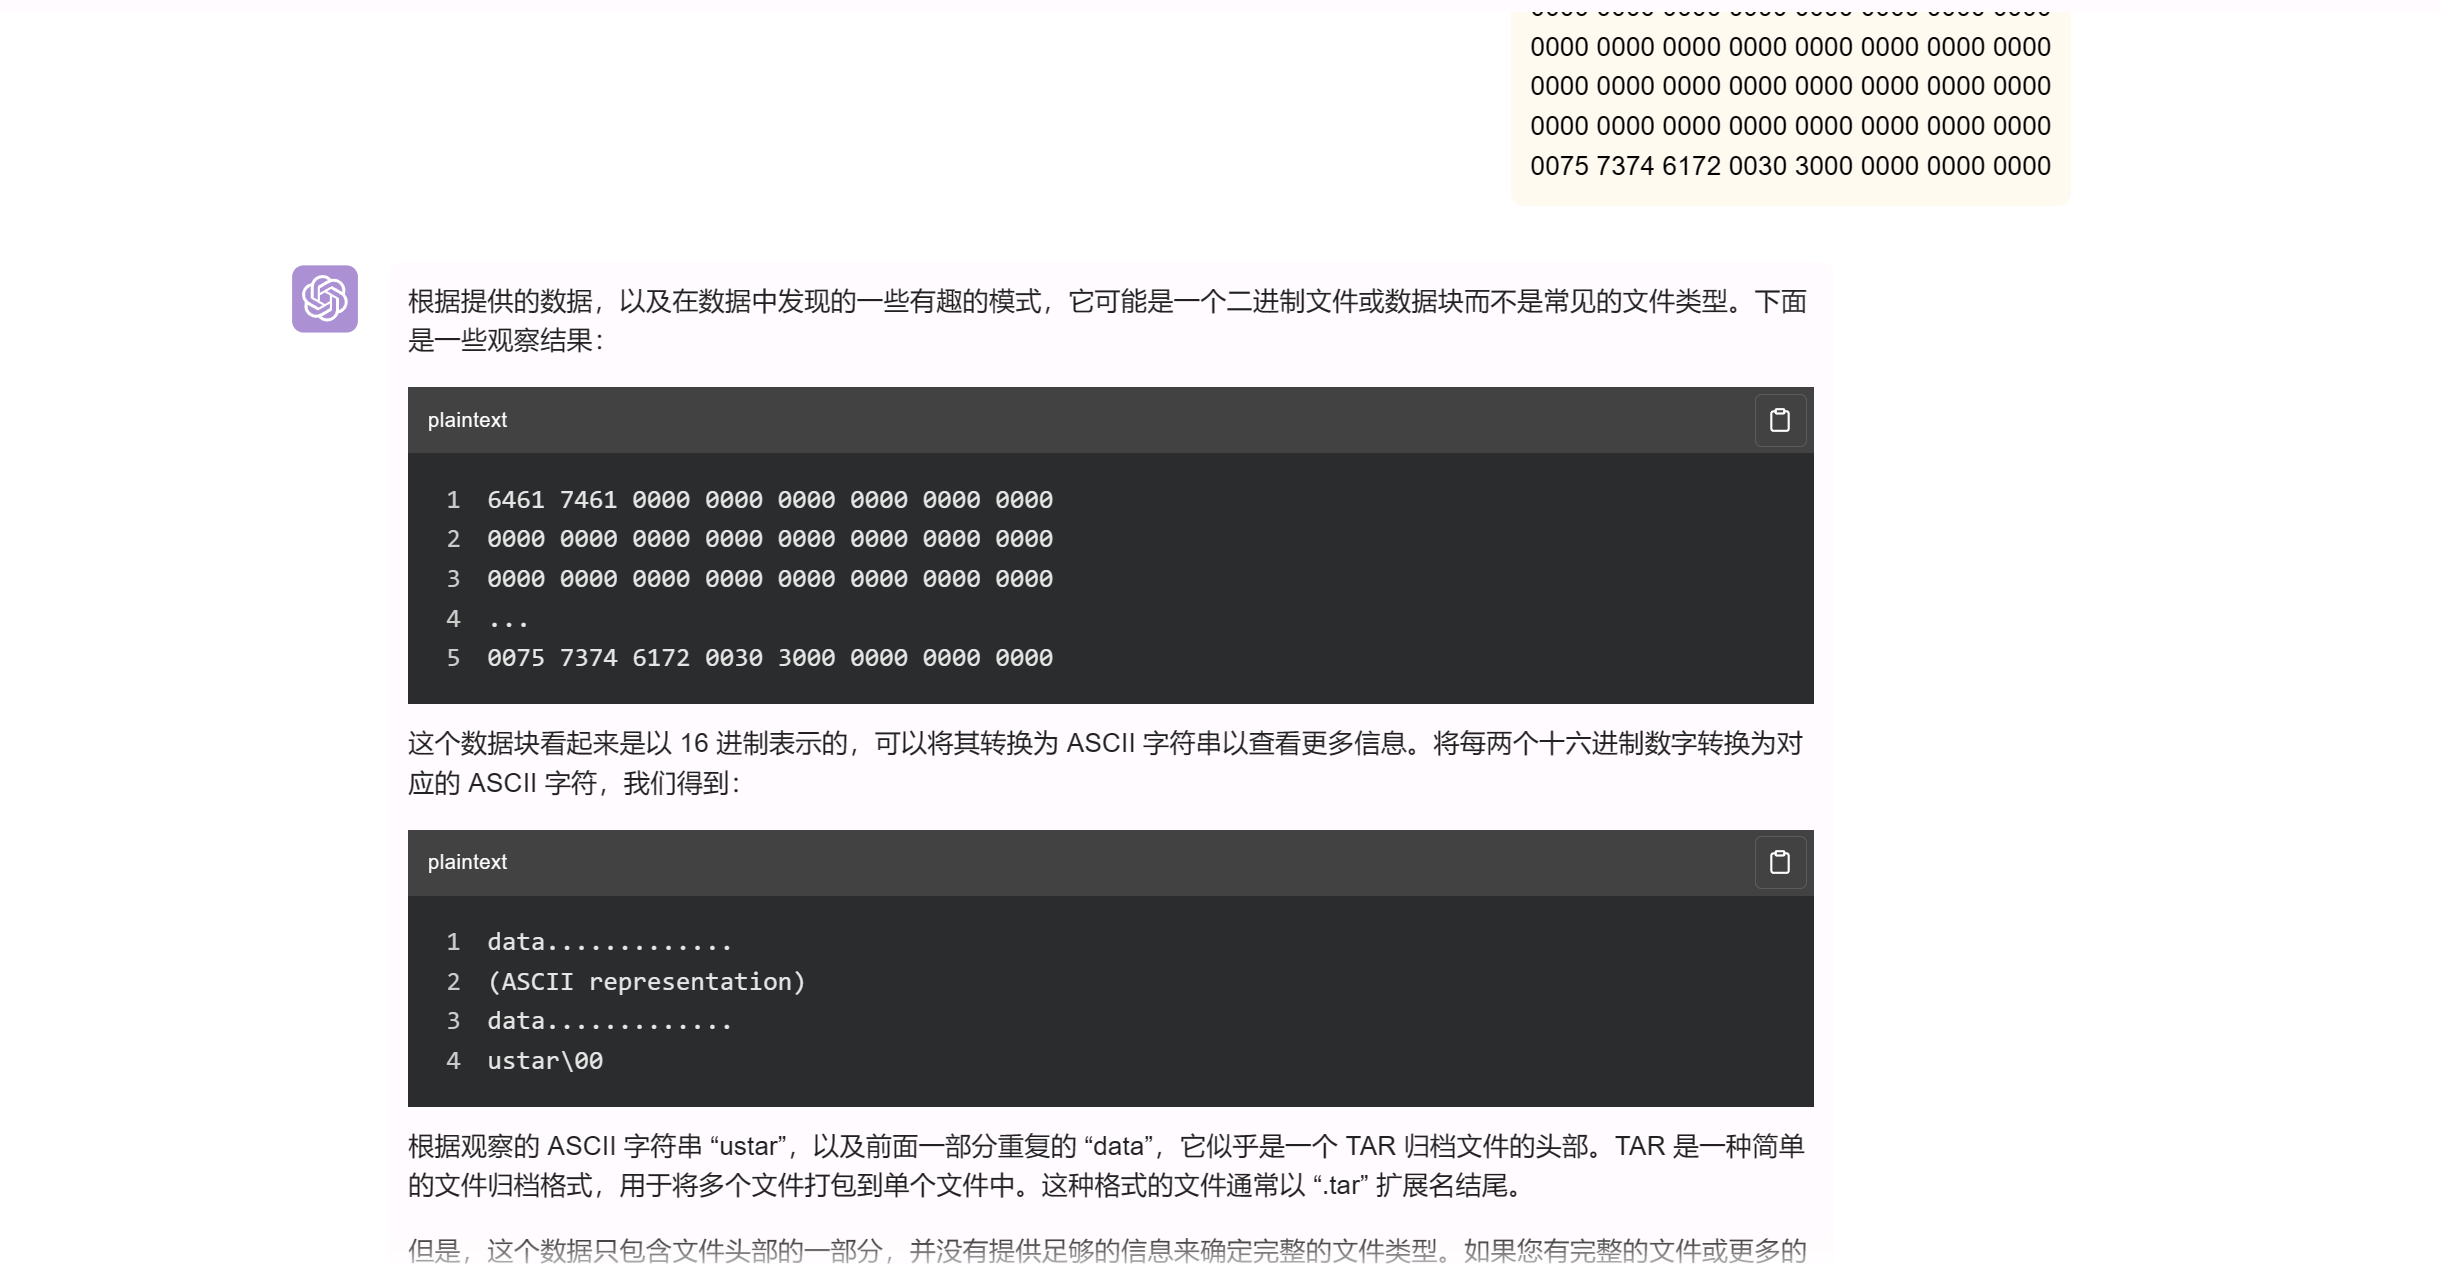 0000 0000 0000 0000 0000 0000 0000 0000
0000 0000 0000 0000 0000 0000 0000 0000
0000 0000 0000 0000 0000 0000 0000 0000
0000 0000 0000 0000 0000 0000 0000 0000
0075 7374 6172 0030 3000 0000 0000 0000
根据提供的数据，以及在数据中发现的一些有趣的模式，它可能是一个二进制文件或数据块而不是常见的文件类型。下面
是一些观察结果：
plaintext
1 6461 7461 0000 0000 0000 0000 0000 0000
2 0000 0000 0000 0000 0000 0000 0000 0000
3 0000 0000 0000 0000 0000 0000 0000 0000
4 ...
5 0075 7374 6172 0030 3000 0000 0000 0000
这个数据块看起来是以 16 进制表示的，可以将其转换为 ASCII 字符串以查看更多信息。将每两个十六进制数字转换为对
应的 ASCII 字符，我们得到：
plaintext
1 data.............
2 (ASCII representation)
3 data.............
4 ustar\00
根据观察的 ASCII 字符串 “ustar”，以及前面一部分重复的 “data”，它似乎是一个 TAR 归档文件的头部。TAR 是一种简单
的文件归档格式，用于将多个文件打包到单个文件中。这种格式的文件通常以 “.tar” 扩展名结尾。
但是，这个数据只包含文件头部的一部分，并没有提供足够的信息来确定完整的文件类型。如果您有完整的文件或更多的